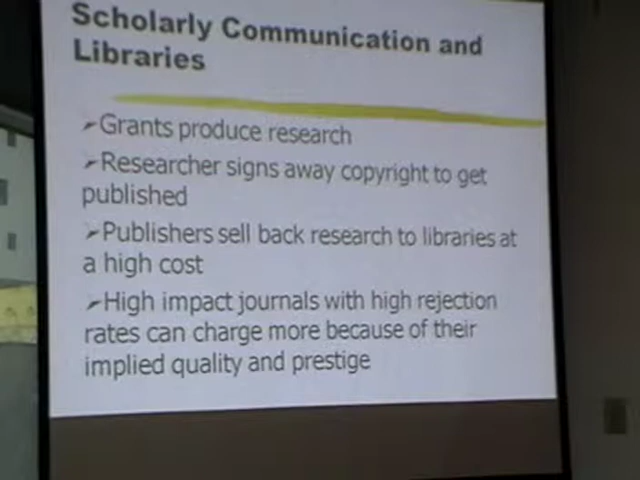 Scholarly Communication and
Libraries
➢Grants produce research
➢Researcher signs away copyright to get
published
➢Publishers sell back research to libraries at
a high cost
➢High impact journals with high rejection
rates can charge more because of their
implied quality and prestige